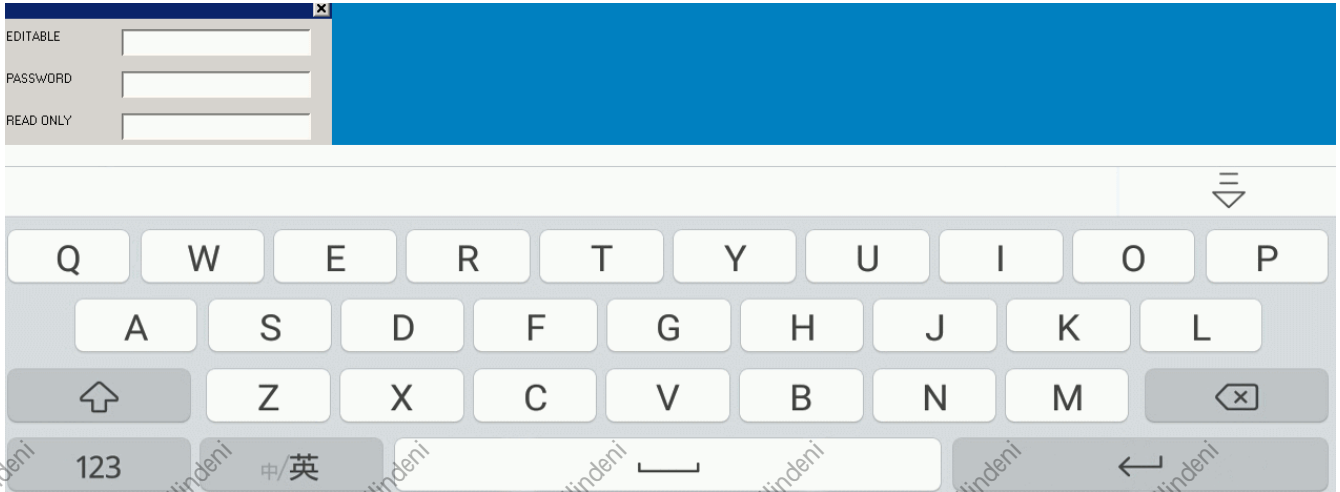 EDITABLE
PASSWORD
READ ONLY
Q W E R T Y U I O P
A S D F G H J K L
Z X C V B N M
123 中/英